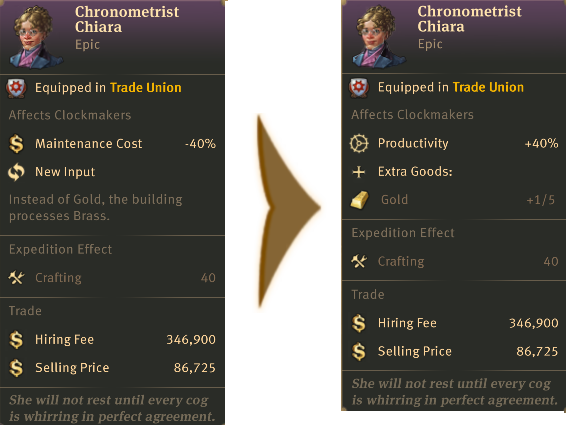 Chronometrist
Chiara
Epic
Equipped in Trade Union
Affects Clockmakers
Maintenance Cost -40%
New Input
Instead of Gold, the building
processes Brass.
Expedition Effect
Crafting 40
Trade
Hiring Fee 346,900
Selling Price 86,725
She will not rest until every cog
is whirring in perfect agreement.
Chronometrist
Chiara
Epic
Equipped in Trade Union
Affects Clockmakers
Productivity +40%
Extra Goods:
Gold +1/5
Expedition Effect
Crafting 40
Trade
Hiring Fee 346,900
Selling Price 86,725
She will not rest until every cog
is whirring in perfect agreement.